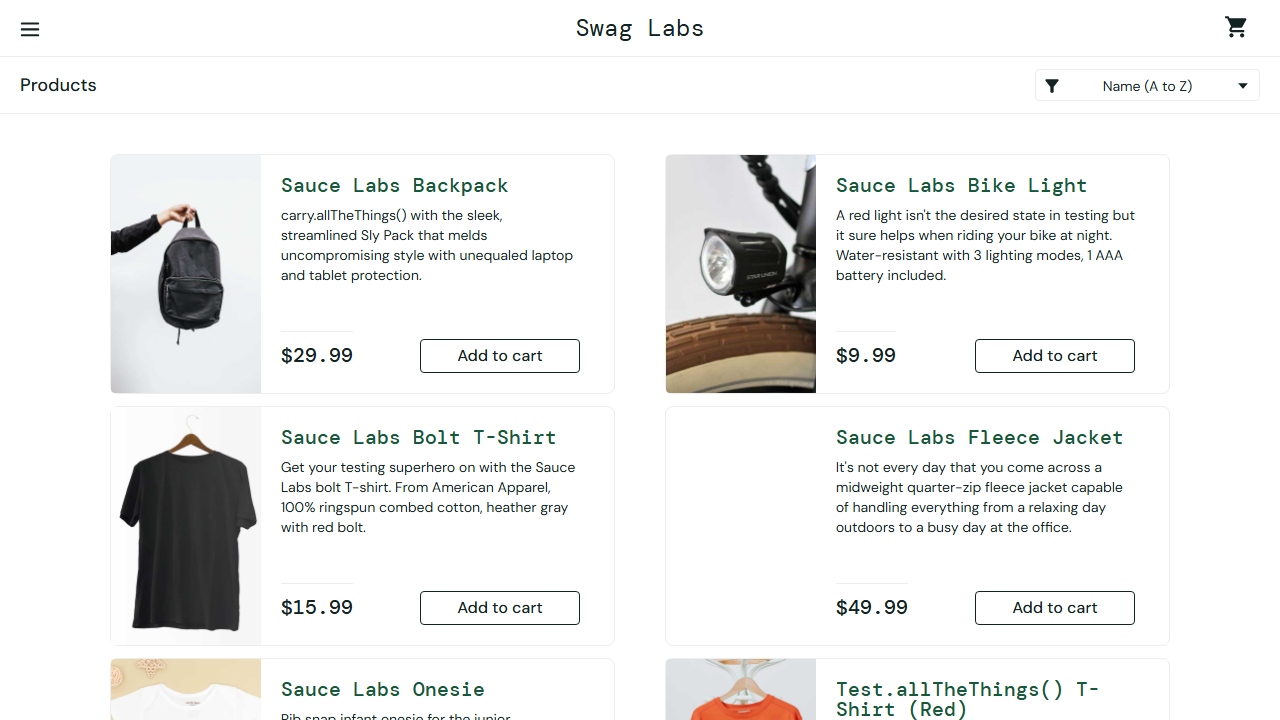 Swag Labs
Products
Name (A to Z)
Sauce Labs Backpack
carry.allTheThings() with the sleek,
streamlined Sly Pack that melds
uncompromising style with unequaled laptop
and tablet protection.
$29.99
Add to cart
Sauce Labs Bike Light
A red light isn't the desired state in testing but
it sure helps when riding your bike at night.
Water-resistant with 3 lighting modes, 1 AAA
battery included.
$9.99
Add to cart
Sauce Labs Bolt T-Shirt
Get your testing superhero on with the Sauce
Labs bolt T-shirt. From American Apparel,
100% ringspun combed cotton, heather gray
with red bolt.
$15.99
Add to cart
Sauce Labs Fleece Jacket
It's not every day that you come across a
midweight quarter-zip fleece jacket capable
of handling everything from a relaxing day
outdoors to a busy day at the office.
$49.99
Add to cart
Sauce Labs Onesie
Rib snap infant onesie for the junior
Test.allTheThings() T-
Shirt (Red)